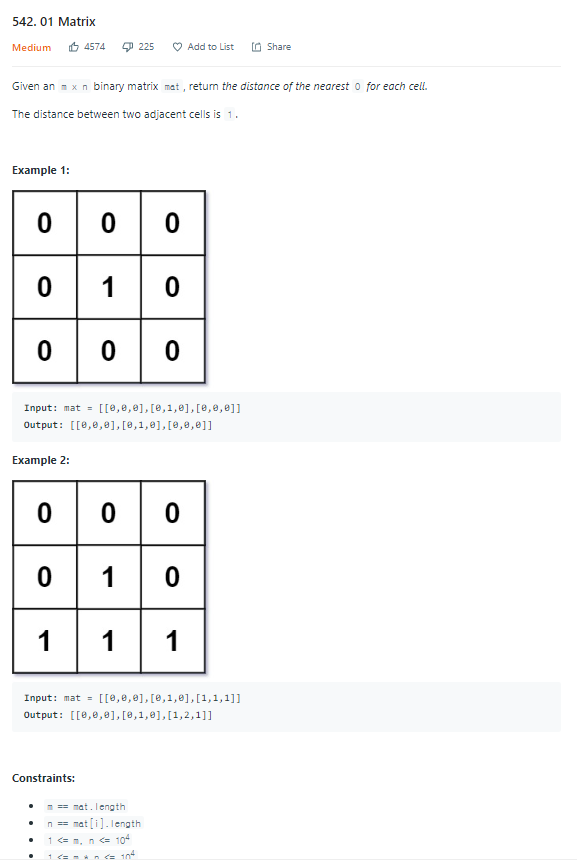 542. 01 Matrix
Medium 4574 225 Add to List Share
Given an m x n binary matrix mat , return the distance of the nearest 0 for each cell.
The distance between two adjacent cells is 1 .
Example 1:
0 0 0
0 1 0
0 0 0
Input: mat = [[0,0,0],[0,1,0],[0,0,0]]
Output: [[0,0,0],[0,1,0],[0,0,0]]
Example 2:
0 0 0
0 1 0
1 1 1
Input: mat = [[0,0,0],[0,1,0],[1,1,1]]
Output: [[0,0,0],[0,1,0],[1,2,1]]
Constraints:
• m == mat.length
• n == mat[i].length
• 1 <= m, n <= 10⁴
• 1 <= m * n <= 10⁴